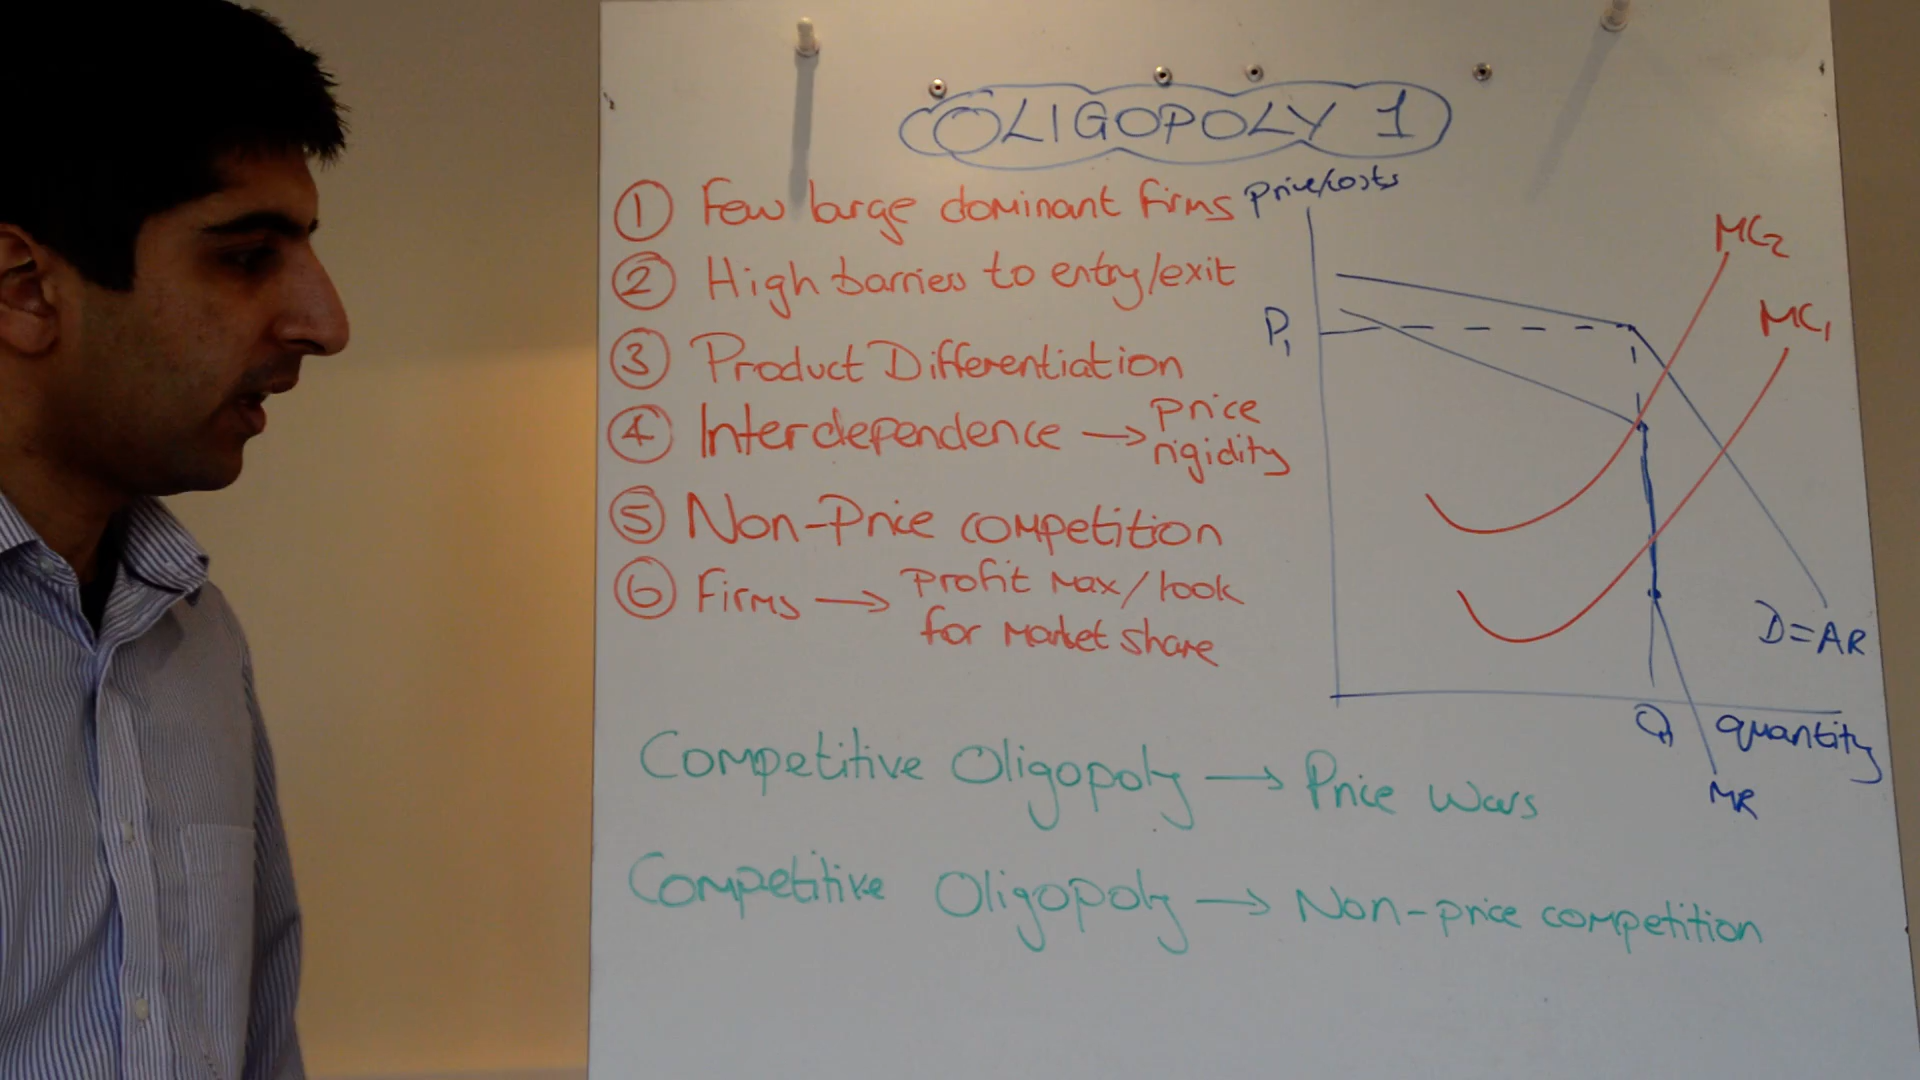 OLIGOPOLY 1
① Few large dominant firms
② High barriers to entry/exit
③ Product Differentiation
④ Interdependence → price
rigidity
⑤ Non-Price competition
⑥ Firms → Profit max/look
for market share
price/costs
MC2
MC1
P1
D=AR
Q1 quantity
MR
Competitive Oligopoly → Price Wars
Competitive Oligopoly → Non-price competition